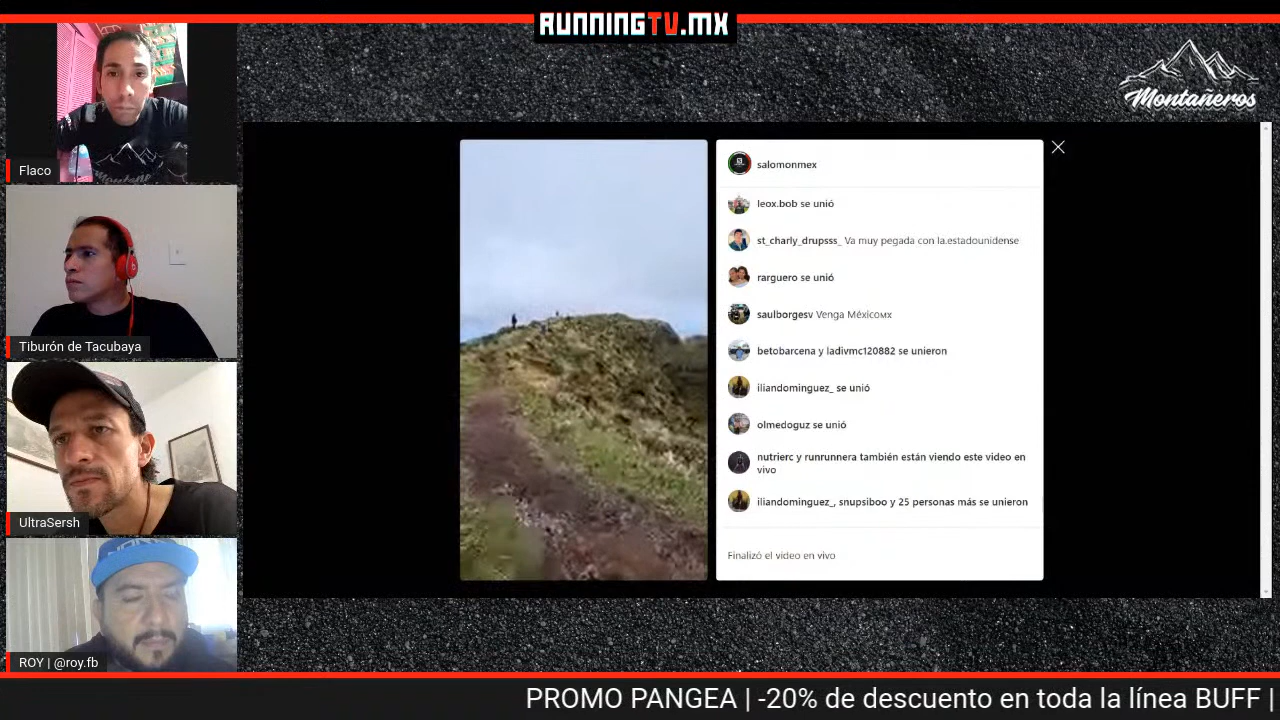 RUNNINGTV.MX
Montañeros
Flaco
Tiburón de Tacubaya
UltraSersh
ROY | @roy.fb
salomonmex
leox.bob se unió
st_charly_drupsss_ Va muy pegada con la.estadounidense
rarguero se unió
saulborgesv Venga Méxicoᴍx
betobarcena y ladivmc120882 se unieron
iliandominguez_ se unió
olmedoguz se unió
nutrierc y runrunnera también están viendo este video en
vivo
iliandominguez_, snupsiboo y 25 personas más se unieron
Finalizó el video en vivo
PROMO PANGEA | -20% de descuento en toda la línea BUFF |